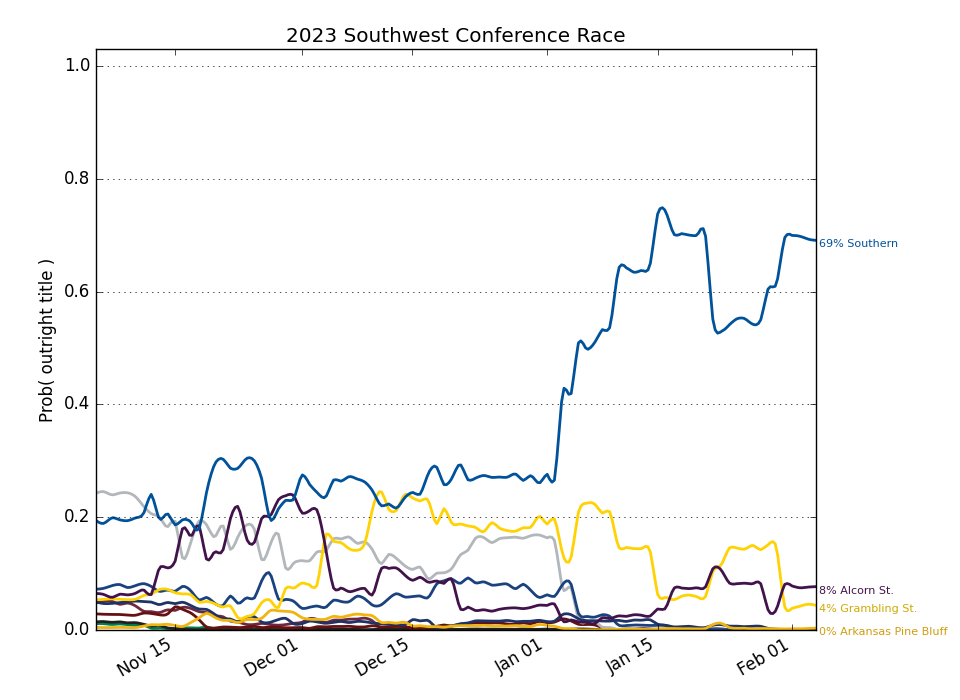 2023 Southwest Conference Race
Prob( outright title )
1.0
0.8
0.6
0.4
0.2
0.0
69% Southern
8% Alcorn St.
4% Grambling St.
0% Arkansas Pine Bluff
Nov 15
Dec 01
Dec 15
Jan 01
Jan 15
Feb 01